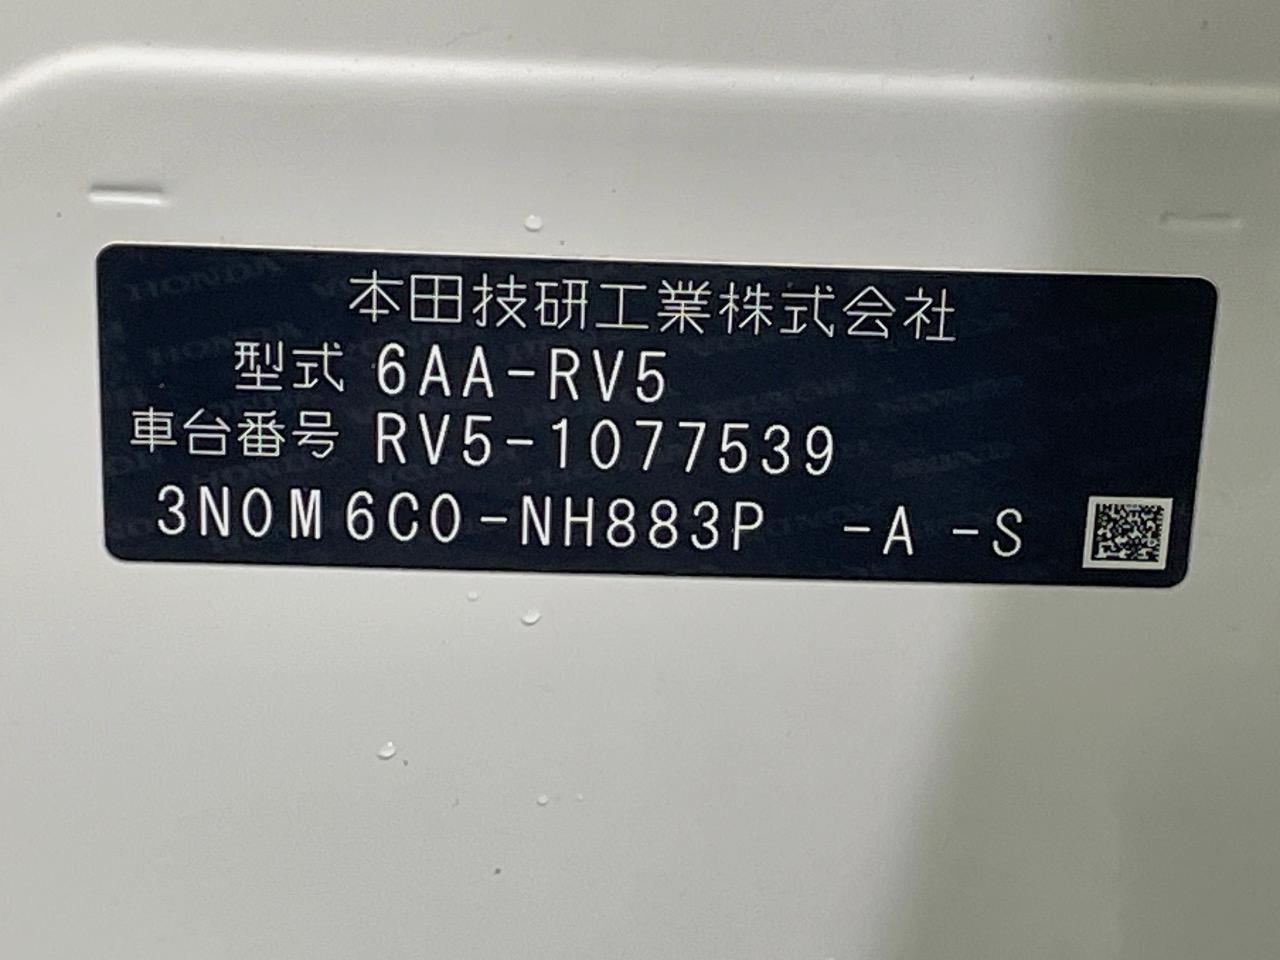 本田技研工業株式会社
型式 6AA-RV5
車台番号 RV5-1077539
3N0M6C0-NH883P -A -S